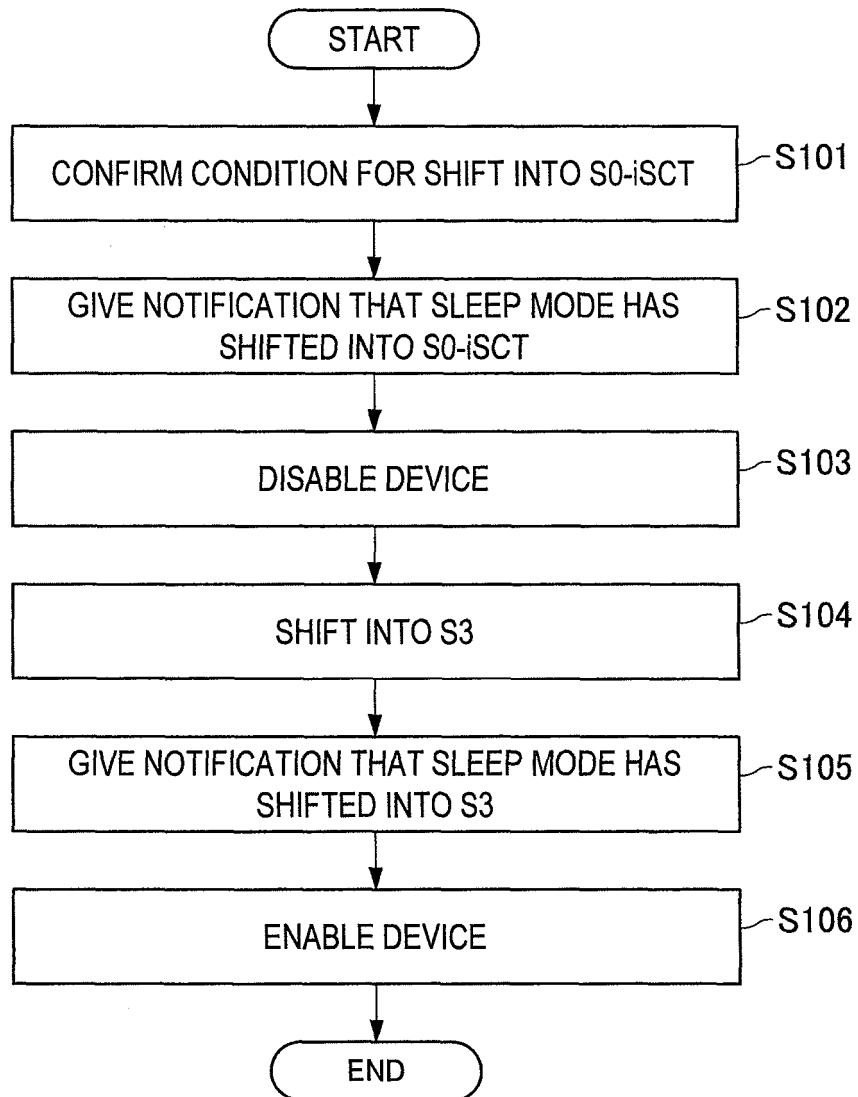 START
CONFIRM CONDITION FOR SHIFT INTO S0-iSCT
S101
GIVE NOTIFICATION THAT SLEEP MODE HAS
SHIFTED INTO S0-iSCT
S102
DISABLE DEVICE
S103
SHIFT INTO S3
S104
GIVE NOTIFICATION THAT SLEEP MODE HAS
SHIFTED INTO S3
S105
ENABLE DEVICE
S106
END